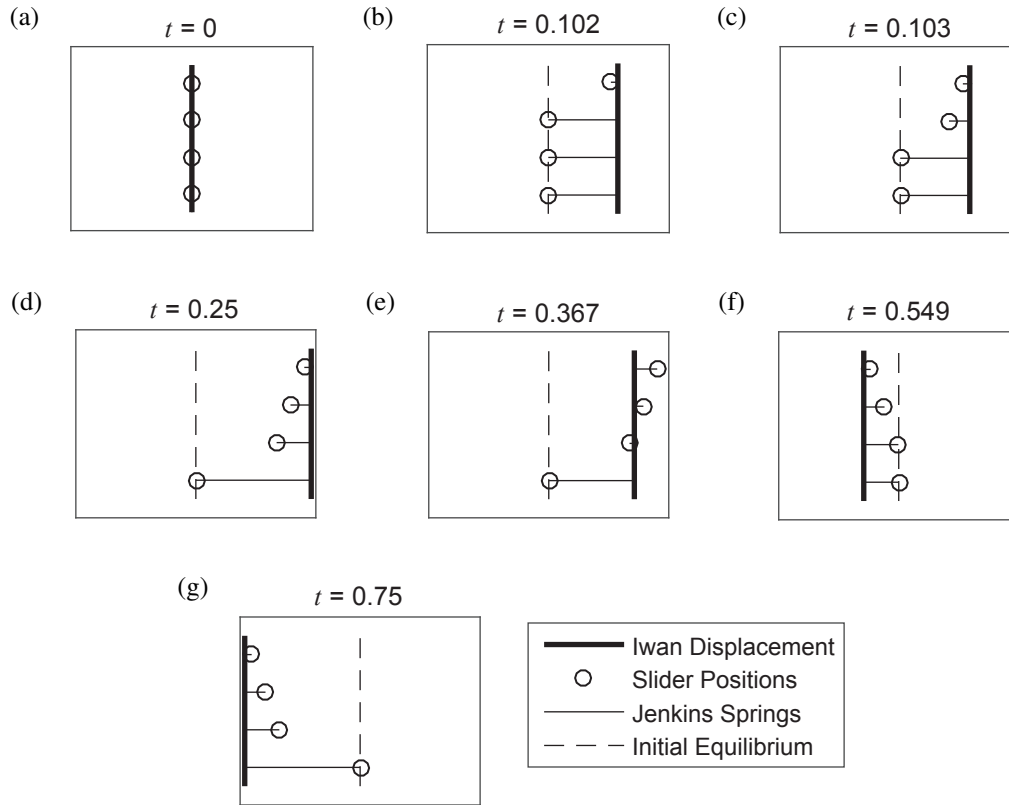 (a)
t = 0
(b)
t = 0.102
(c)
t = 0.103
(d)
t = 0.25
(e)
t = 0.367
(f)
t = 0.549
(g)
t = 0.75
Iwan Displacement
Slider Positions
Jenkins Springs
Initial Equilibrium